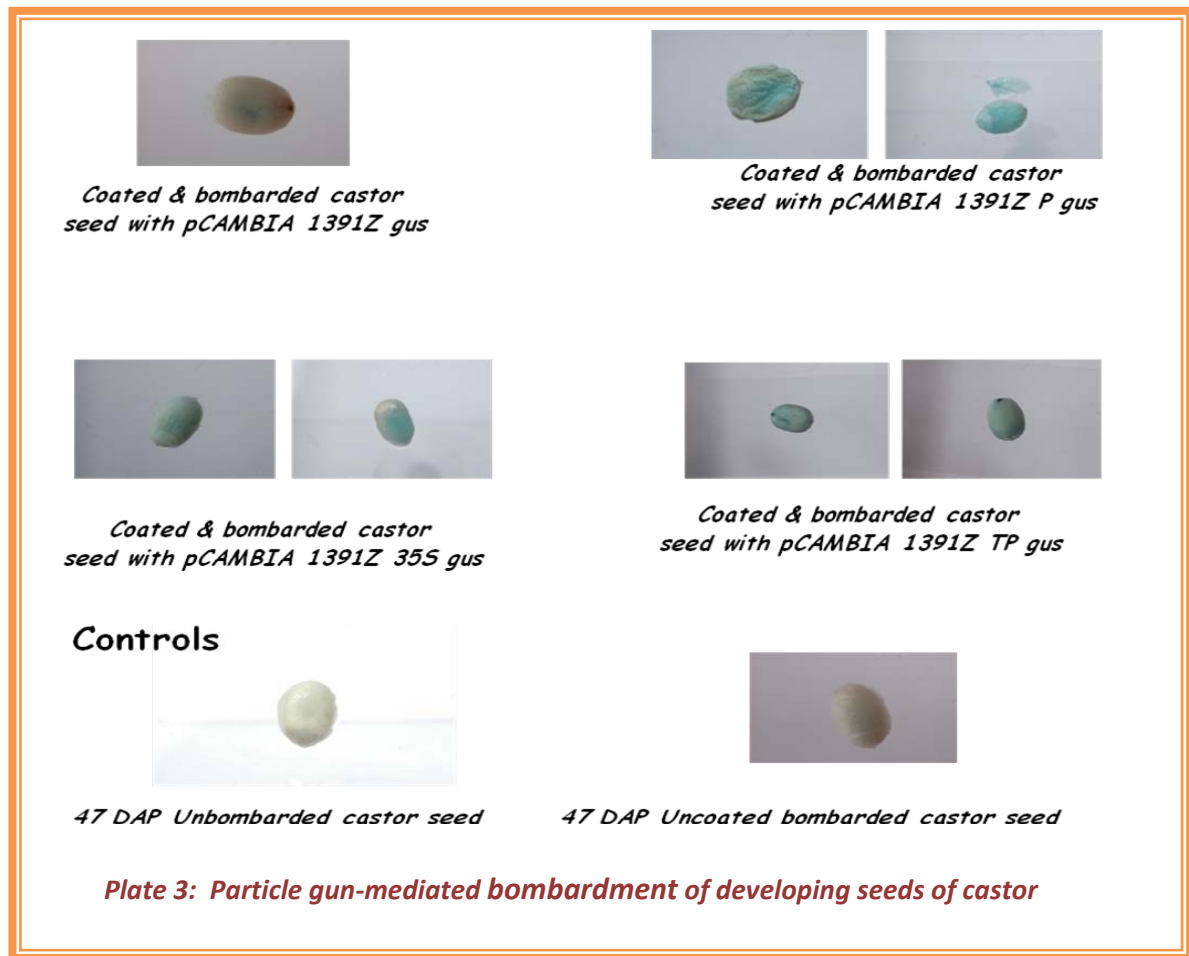 Coated & bombarded castor
seed with pCAMBIA 1391Z gus
Coated & bombarded castor
seed with pCAMBIA 1391Z P gus
Coated & bombarded castor
seed with pCAMBIA 1391Z 35S gus
Coated & bombarded castor
seed with pCAMBIA 1391Z TP gus
Controls
47 DAP Unbombarded castor seed
47 DAP Uncoated bombarded castor seed
Plate 3: Particle gun-mediated bombardment of developing seeds of castor